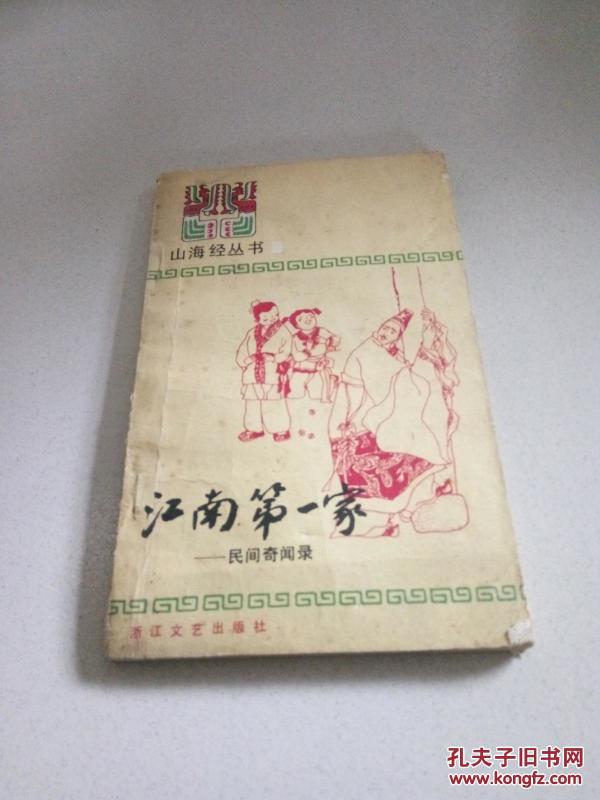 山海经丛书
江南第一家
——民间奇闻录
浙江文艺出版社
孔夫子旧书网
www.kongfz.com